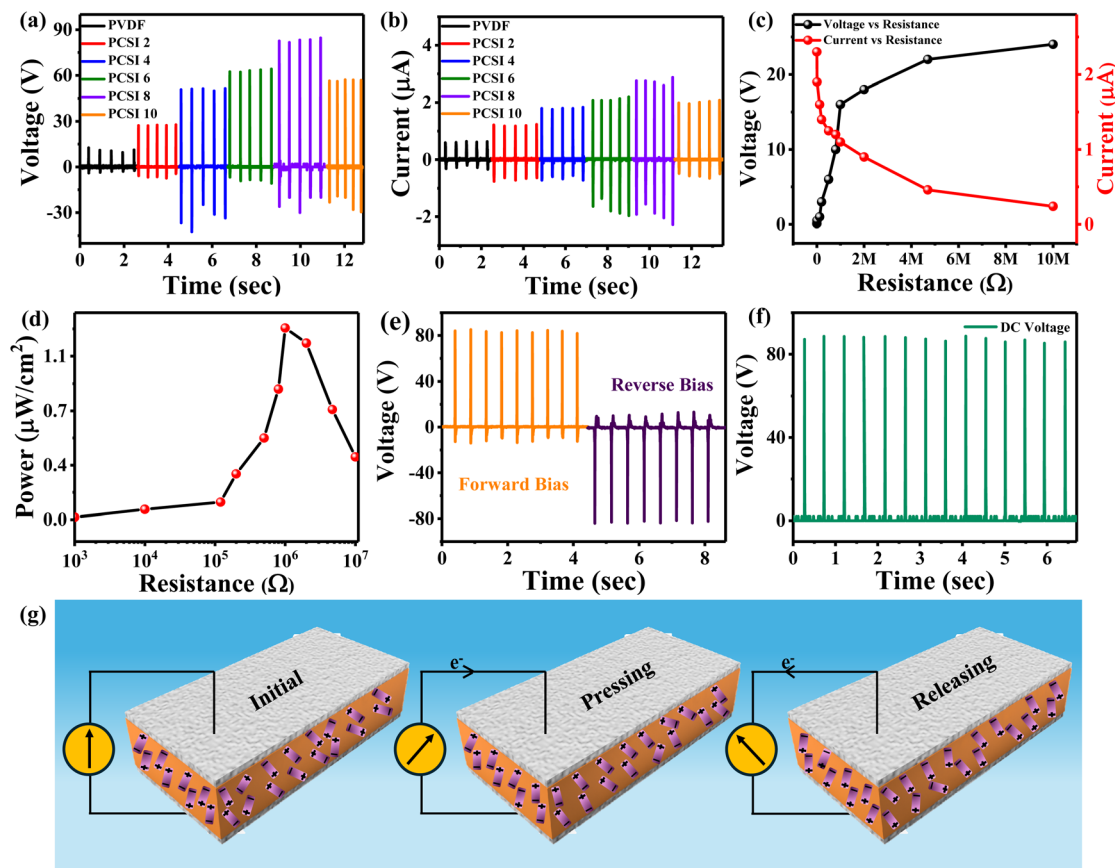 (a)
PVDF
PCSI 2
PCSI 4
PCSI 6
PCSI 8
PCSI 10
Voltage (V)
90
60
30
0
-30
0 2 4 6 8 10 12
Time (sec)
(b)
PVDF
PCSI 2
PCSI 4
PCSI 6
PCSI 8
PCSI 10
Current (μA)
4
2
0
-2
0 2 4 6 8 10 12
Time (sec)
(c)
Voltage vs Resistance
Current vs Resistance
Voltage (V)
20
10
0
Current (μA)
2
1
0
0 2M 4M 6M 8M 10M
Resistance (Ω)
(d)
Power (μW/cm²)
1.1
0.7
0.4
0.0
10³ 10⁴ 10⁵ 10⁶ 10⁷
Resistance (Ω)
(e)
Voltage (V)
80
40
0
-40
-80
Reverse Bias
Forward Bias
0 2 4 6 8
Time (sec)
(f)
DC Voltage
Voltage (V)
80
40
0
0 1 2 3 4 5 6
Time (sec)
(g)
Initial
e⁻
Pressing
e⁻
Releasing